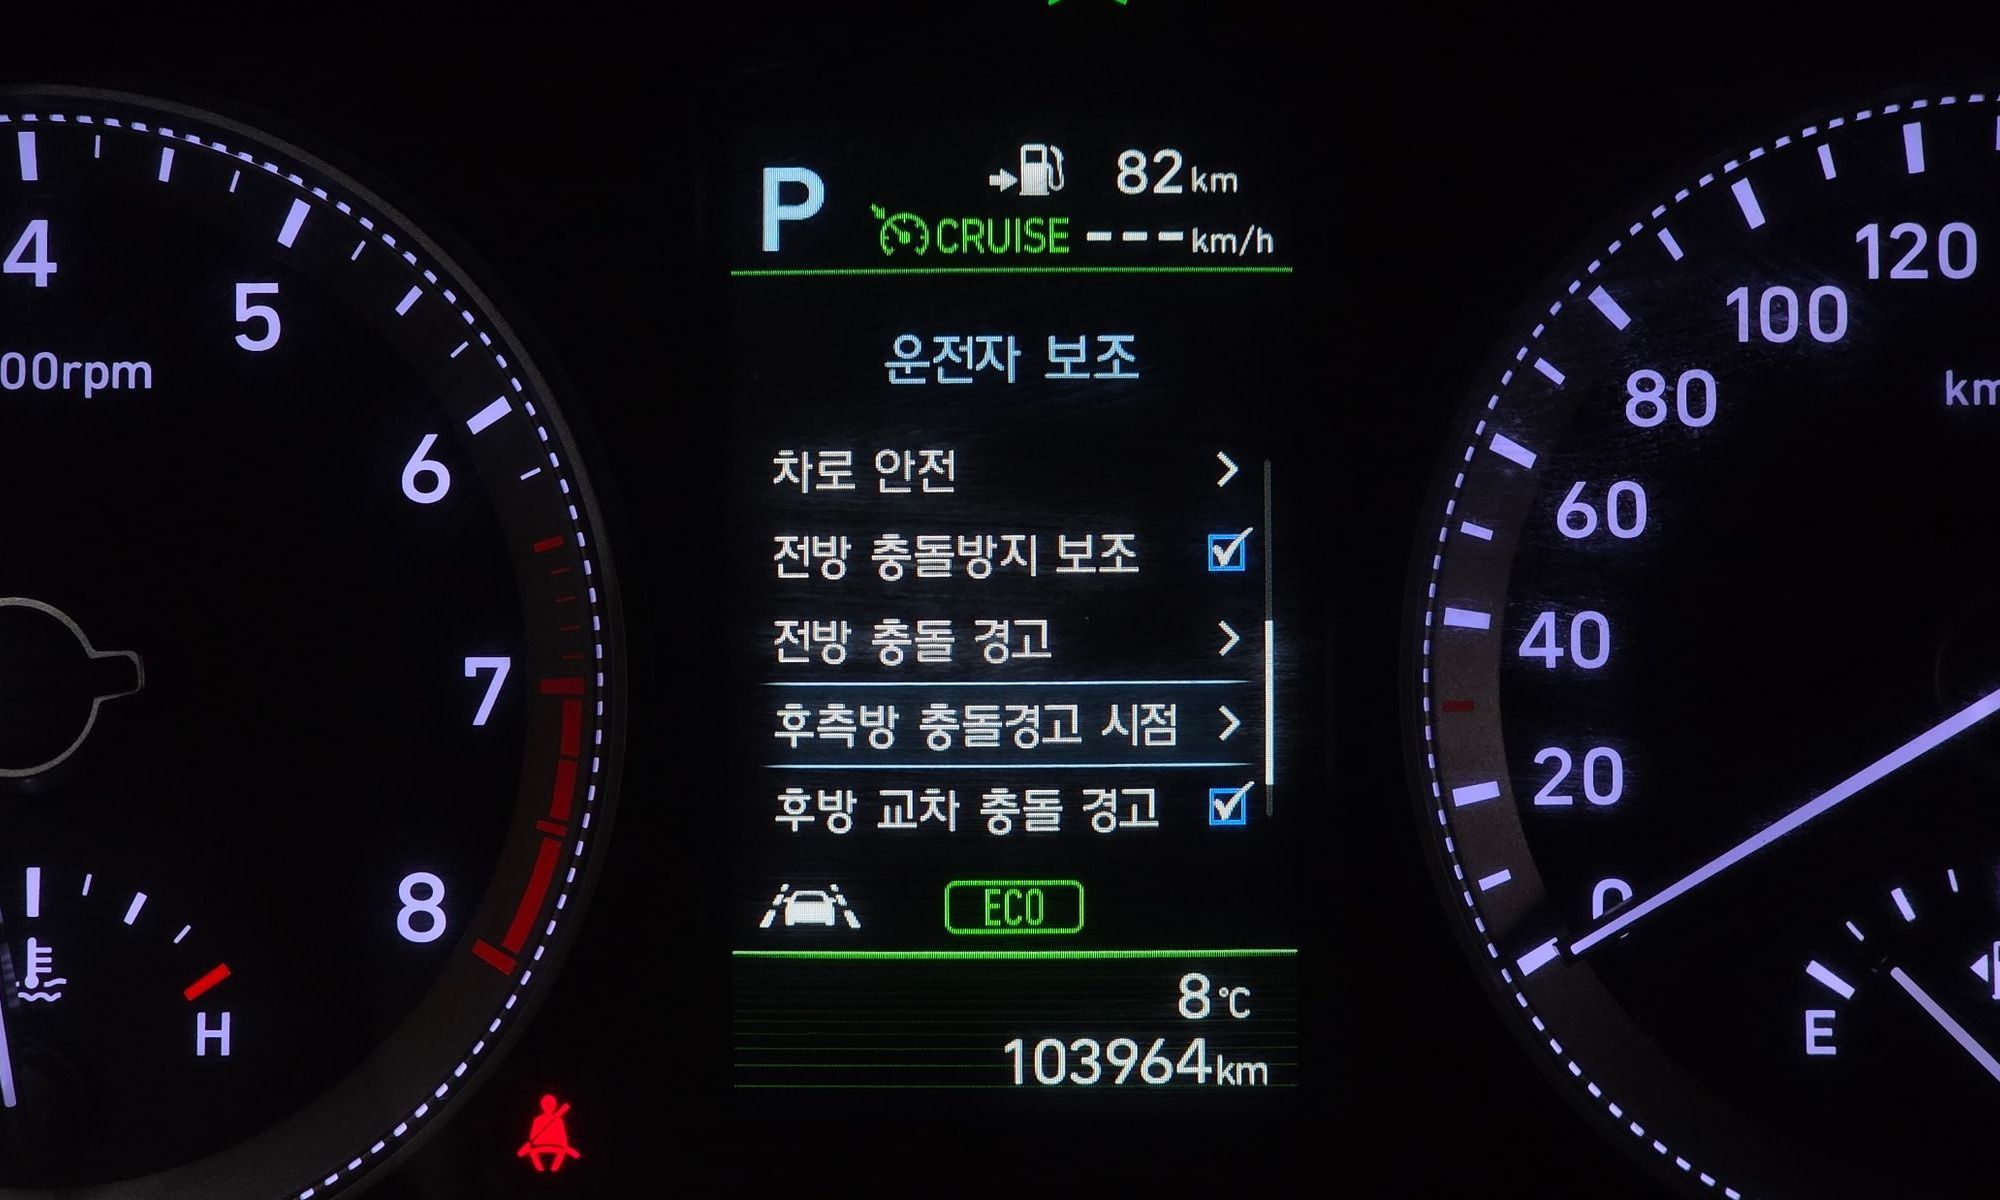 P
82 km
CRUISE ---km/h
운전자 보조
차로 안전
전방 충돌방지 보조
전방 충돌 경고
후측방 충돌경고 시점
후방 교차 충돌 경고
ECO
8℃
103964km
4
5
00rpm
6
7
8
H
120
100
km
80
60
40
20
0
E